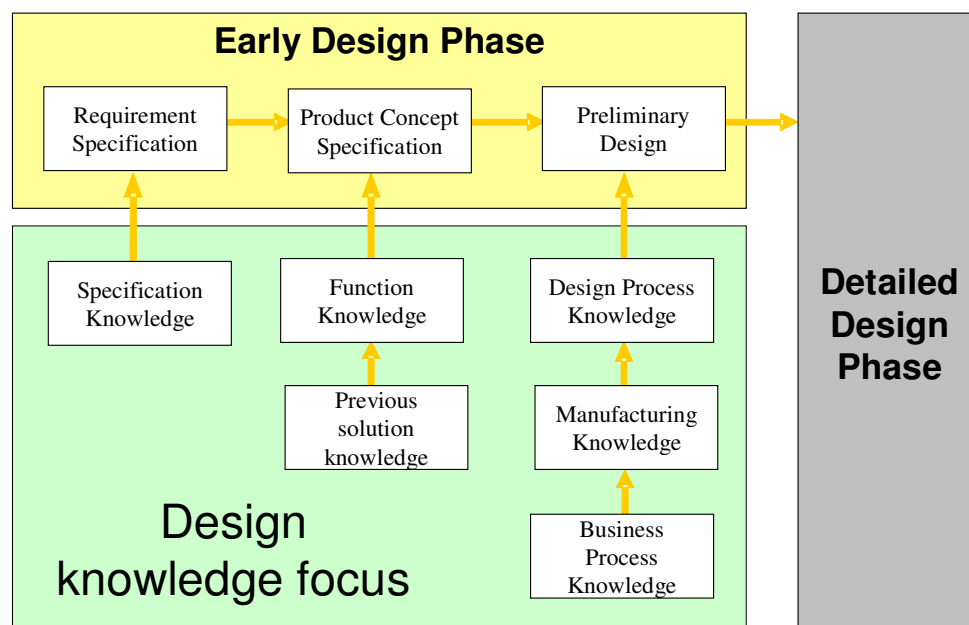 Early Design Phase
Requirement
Specification
Product Concept
Specification
Preliminary
Design
Specification
Knowledge
Function
Knowledge
Design Process
Knowledge
Previous
solution
knowledge
Manufacturing
Knowledge
Business
Process
Knowledge
Design
knowledge focus
Detailed
Design
Phase